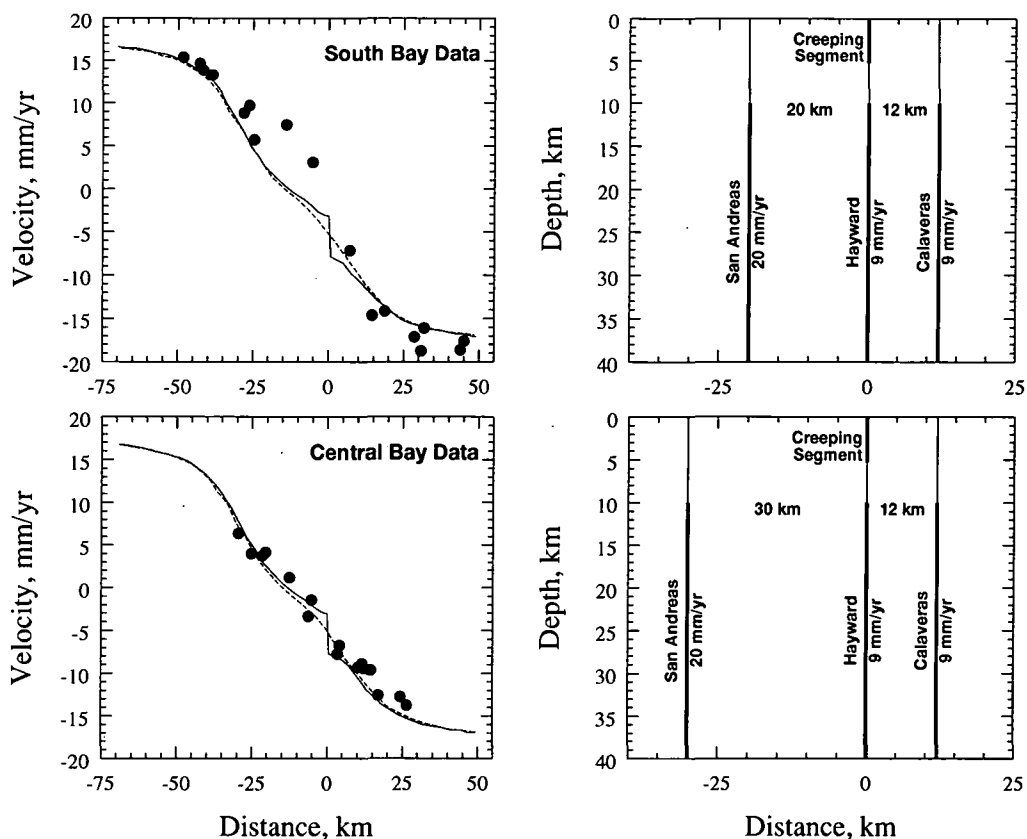 20
15
10
5
0
-5
-10
-15
-20
Velocity, mm/yr
South Bay Data
-75
-50
-25
0
25
50
0
5
10
15
20
25
30
35
40
Depth, km
Creeping
Segment
20 km
12 km
San Andreas
20 mm/yr
Hayward
9 mm/yr
Calaveras
9 mm/yr
-25
0
25
20
15
10
5
0
-5
-10
-15
-20
Velocity, mm/yr
Central Bay Data
-75
-50
-25
0
25
50
Distance, km
0
5
10
15
20
25
30
35
40
Depth, km
Creeping
Segment
30 km
12 km
San Andreas
20 mm/yr
Hayward
9 mm/yr
Calaveras
9 mm/yr
-25
0
25
Distance, km